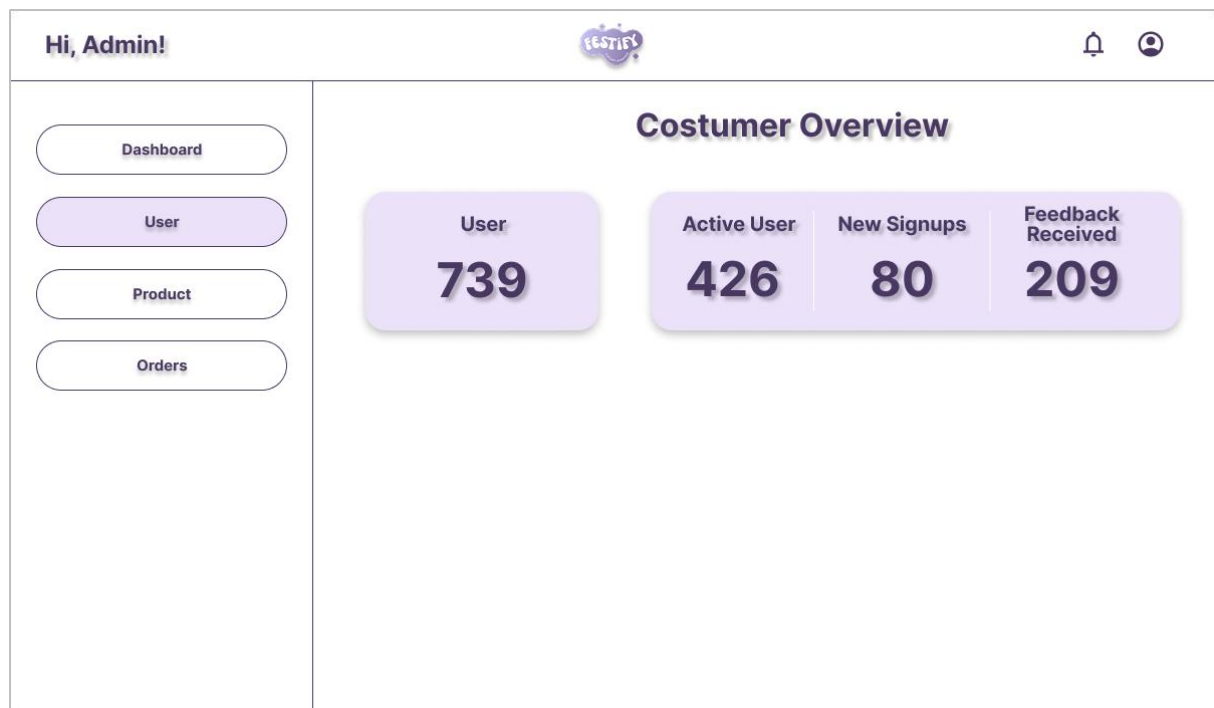 Hi, Admin!
FESTIFY
Dashboard
User
Product
Orders
Costumer Overview
User
739
Active User
426
New Signups
80
Feedback
Received
209